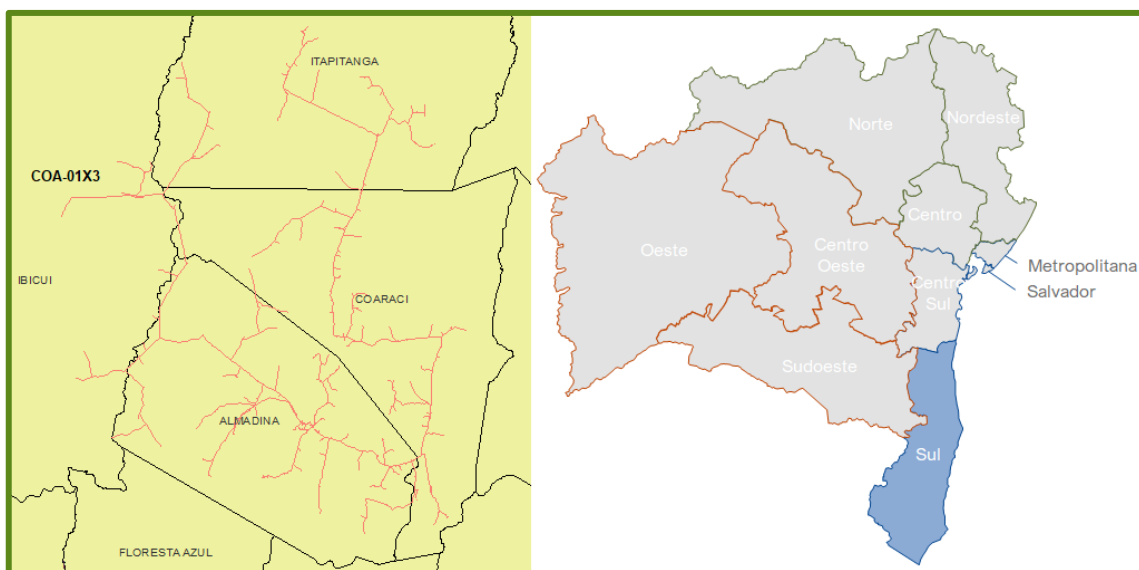 ITAPITANGA
COA-01X3
IBICUI
COARACI
ALMADINA
FLORESTA AZUL
Norte
Nordeste
Centro
Oeste
Centro
Oeste
Metropolitana
Centro
Sul
Salvador
Sudoeste
Sul